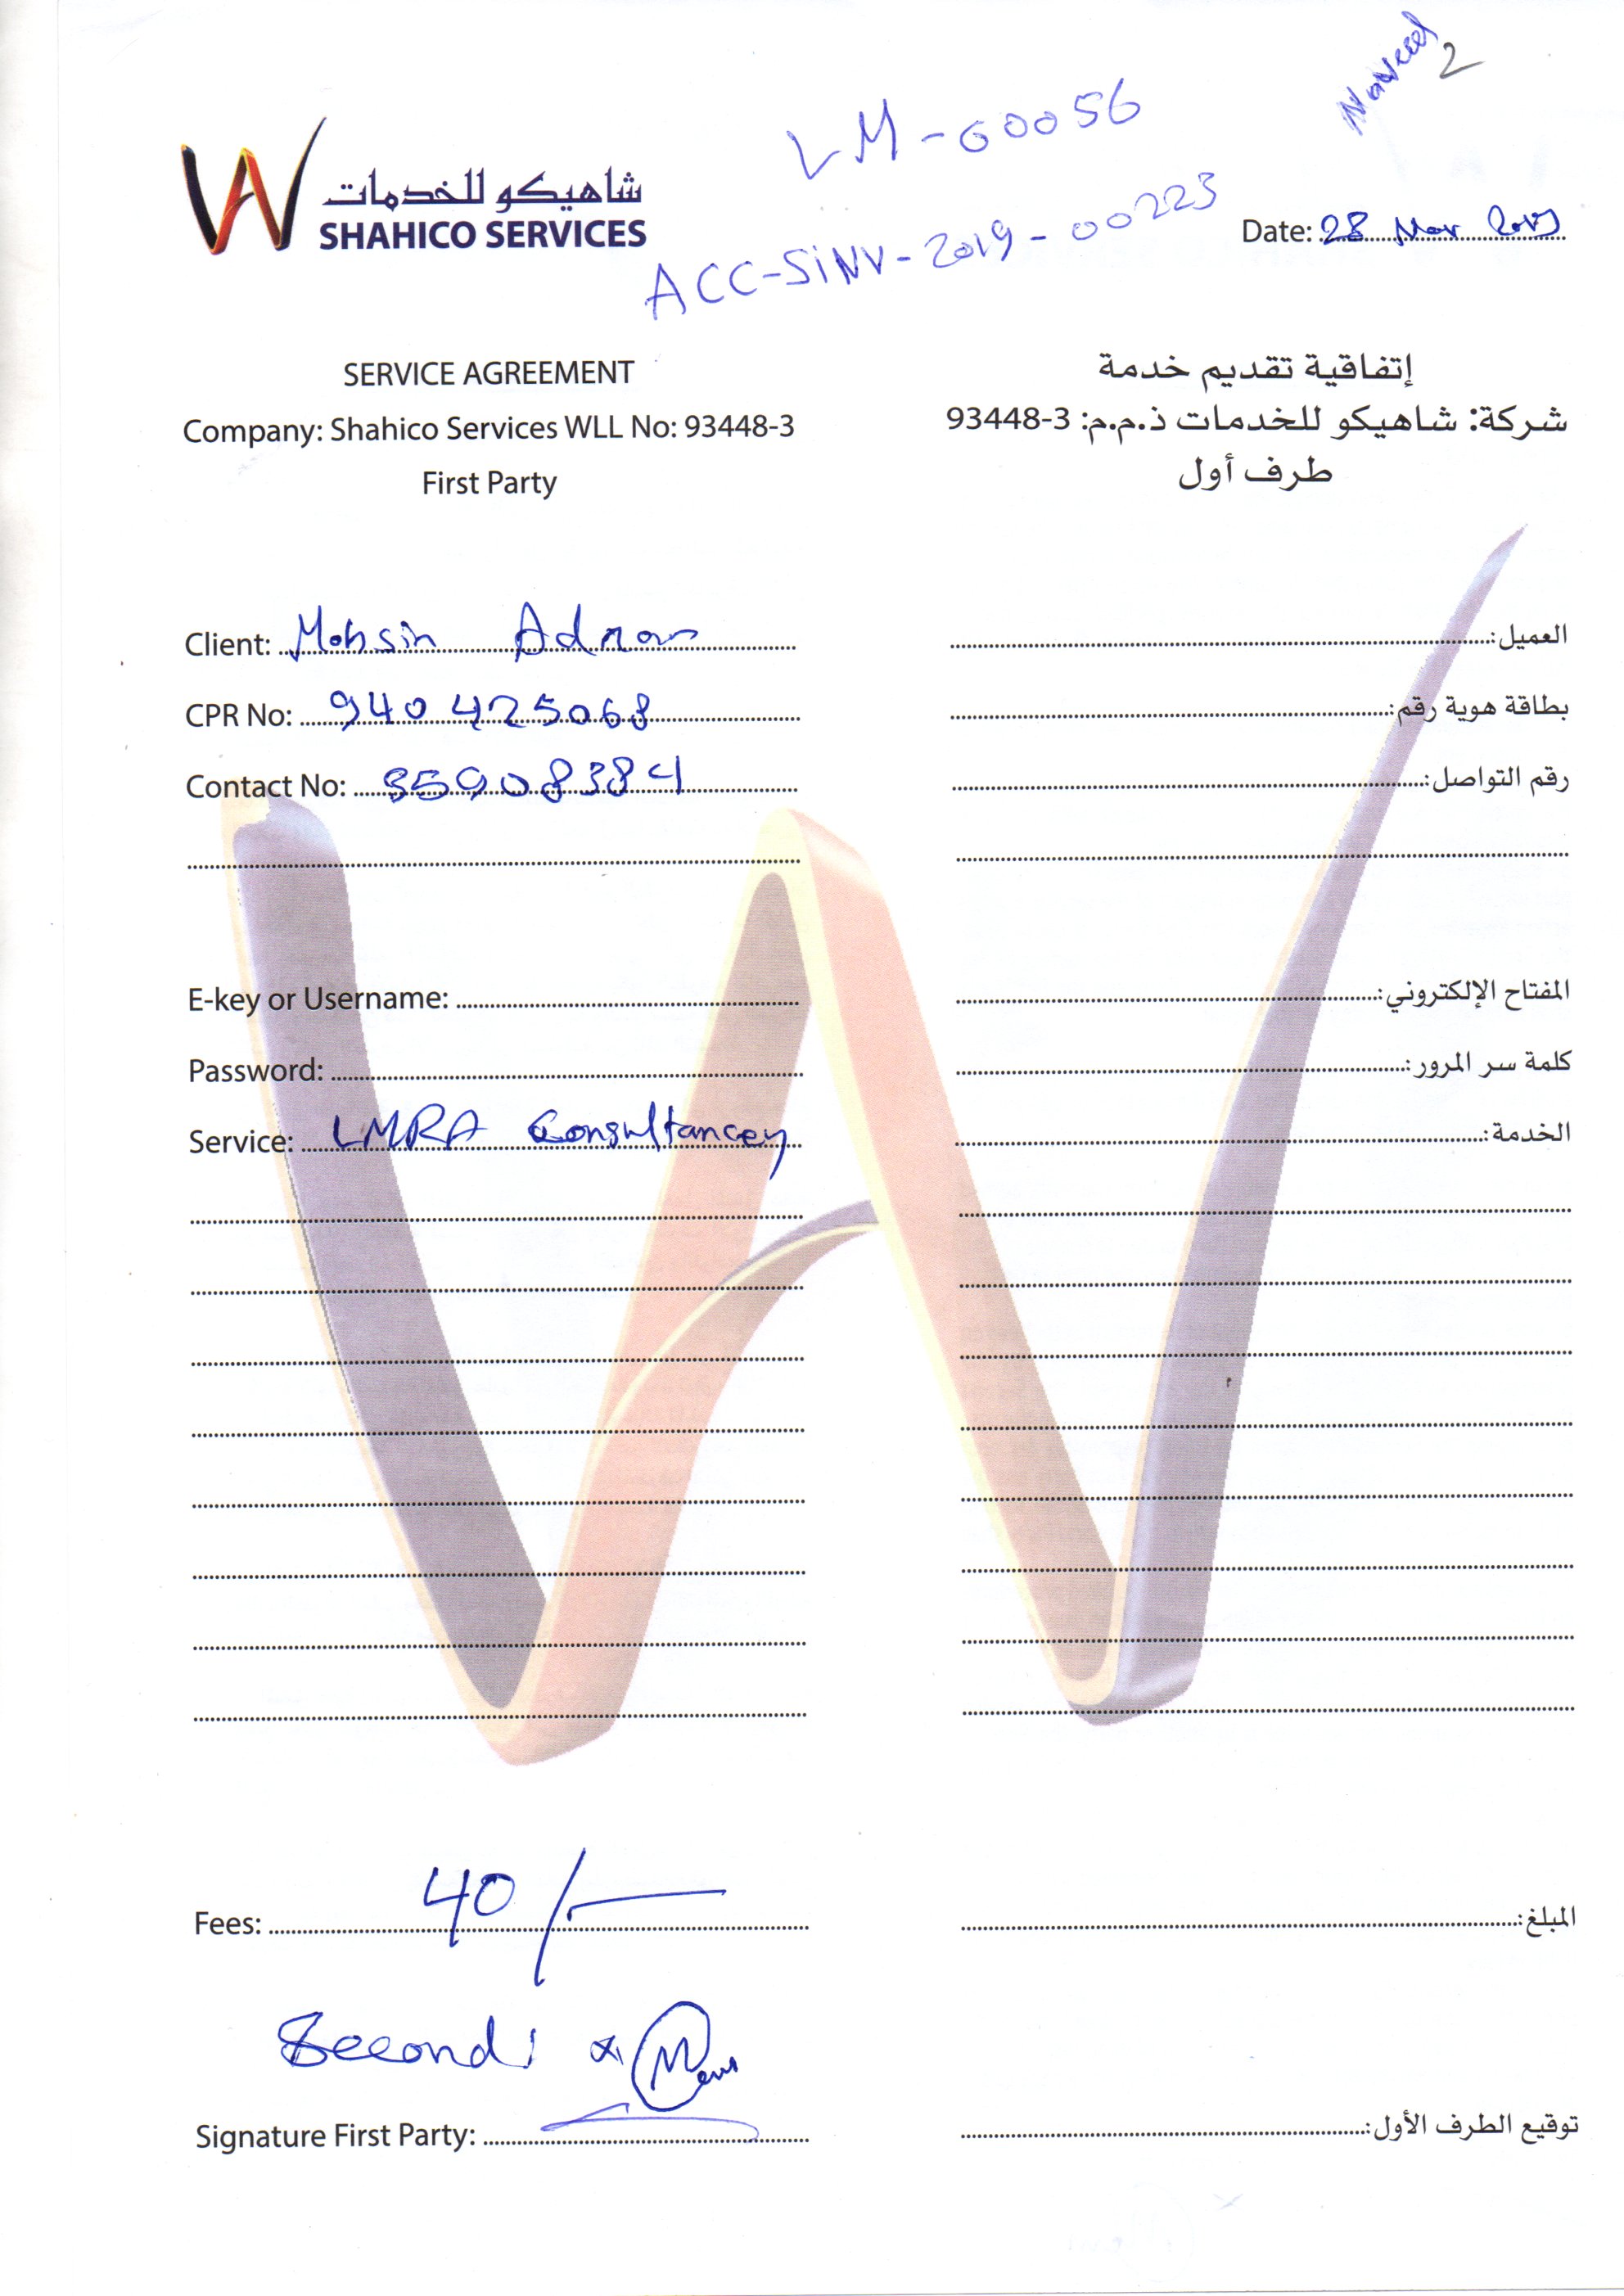 Naveed 2
LM-00056
شاهيكو للخدمات
SHAHICO SERVICES
ACC-SiNV-2019-00223
Date: 28 Mar 2019
SERVICE AGREEMENT
إتفاقية تقديم خدمة
Company: Shahico Services WLL No: 93448-3
شركة: شاهيكو للخدمات ذ.م.م: 3-93448
First Party
طرف أول
Client: Mohsin Adnan
العميل:
CPR No: 940425068
بطاقة هوية رقم:
Contact No: 35908384
رقم التواصل:
E-key or Username:
المفتاح الإلكتروني:
Password:
كلمة سر المرور:
Service: LMRA Consultancey
الخدمة:
Fees: 40/-
المبلغ:
Second:
Signature First Party:
توقيع الطرف الأول: